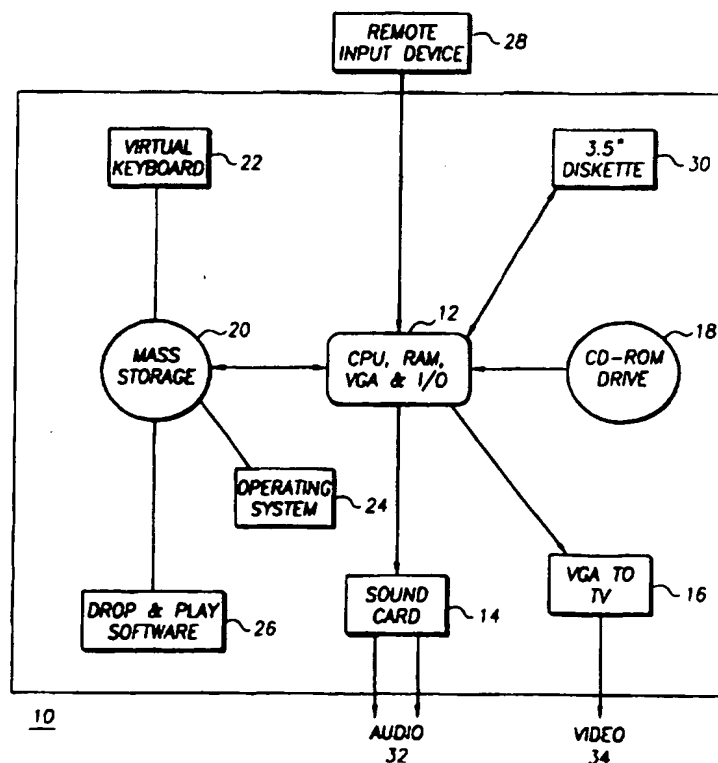 REMOTE
INPUT DEVICE
28
VIRTUAL
KEYBOARD
22
3.5"
DISKETTE
30
20
MASS
STORAGE
12
CPU, RAM,
VGA & I/O
18
CD-ROM
DRIVE
OPERATING
SYSTEM
24
DROP & PLAY
SOFTWARE
26
SOUND
CARD
14
VGA TO
TV
16
10
AUDIO
32
VIDEO
34